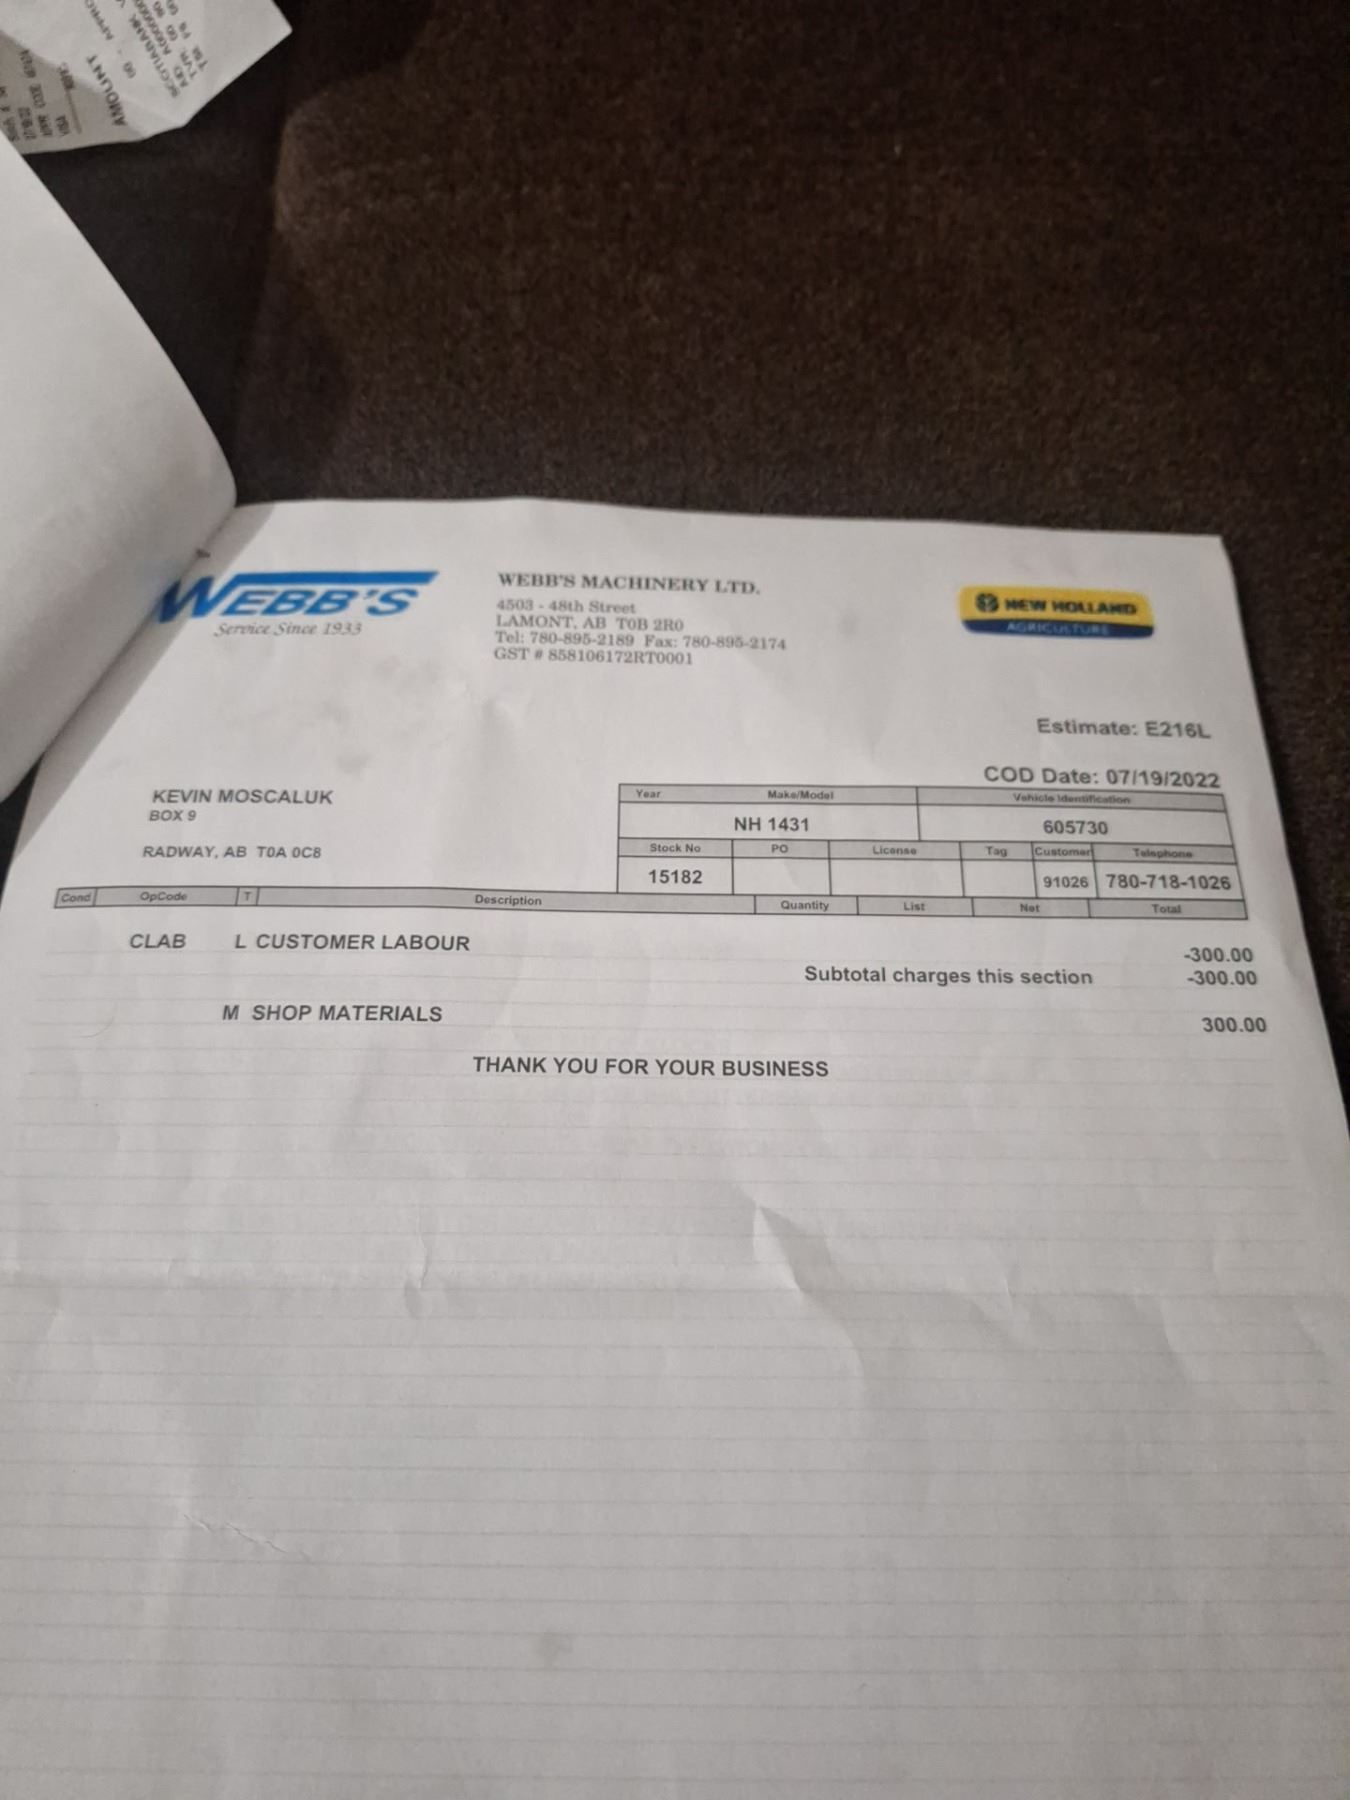 AMOUNT
VISA
SCOTIABANK
WEBB'S
Service Since 1933
WEBB'S MACHINERY LTD.
4503 - 48th Street
LAMONT, AB T0B 2R0
Tel: 780-895-2189 Fax: 780-895-2174
GST # 858106172RT0001
NEW HOLLAND
AGRICULTURE
Estimate: E216L
COD Date: 07/19/2022
KEVIN MOSCALUK
BOX 9
RADWAY, AB T0A 0C8
Year Make/Model Vehicle Identification
NH 1431 605730
Stock No PO License Tag Customer Telephone
15182 91026 780-718-1026
Cond OpCode T Description Quantity List Net Total
CLAB L CUSTOMER LABOUR -300.00
Subtotal charges this section -300.00
M SHOP MATERIALS 300.00
THANK YOU FOR YOUR BUSINESS